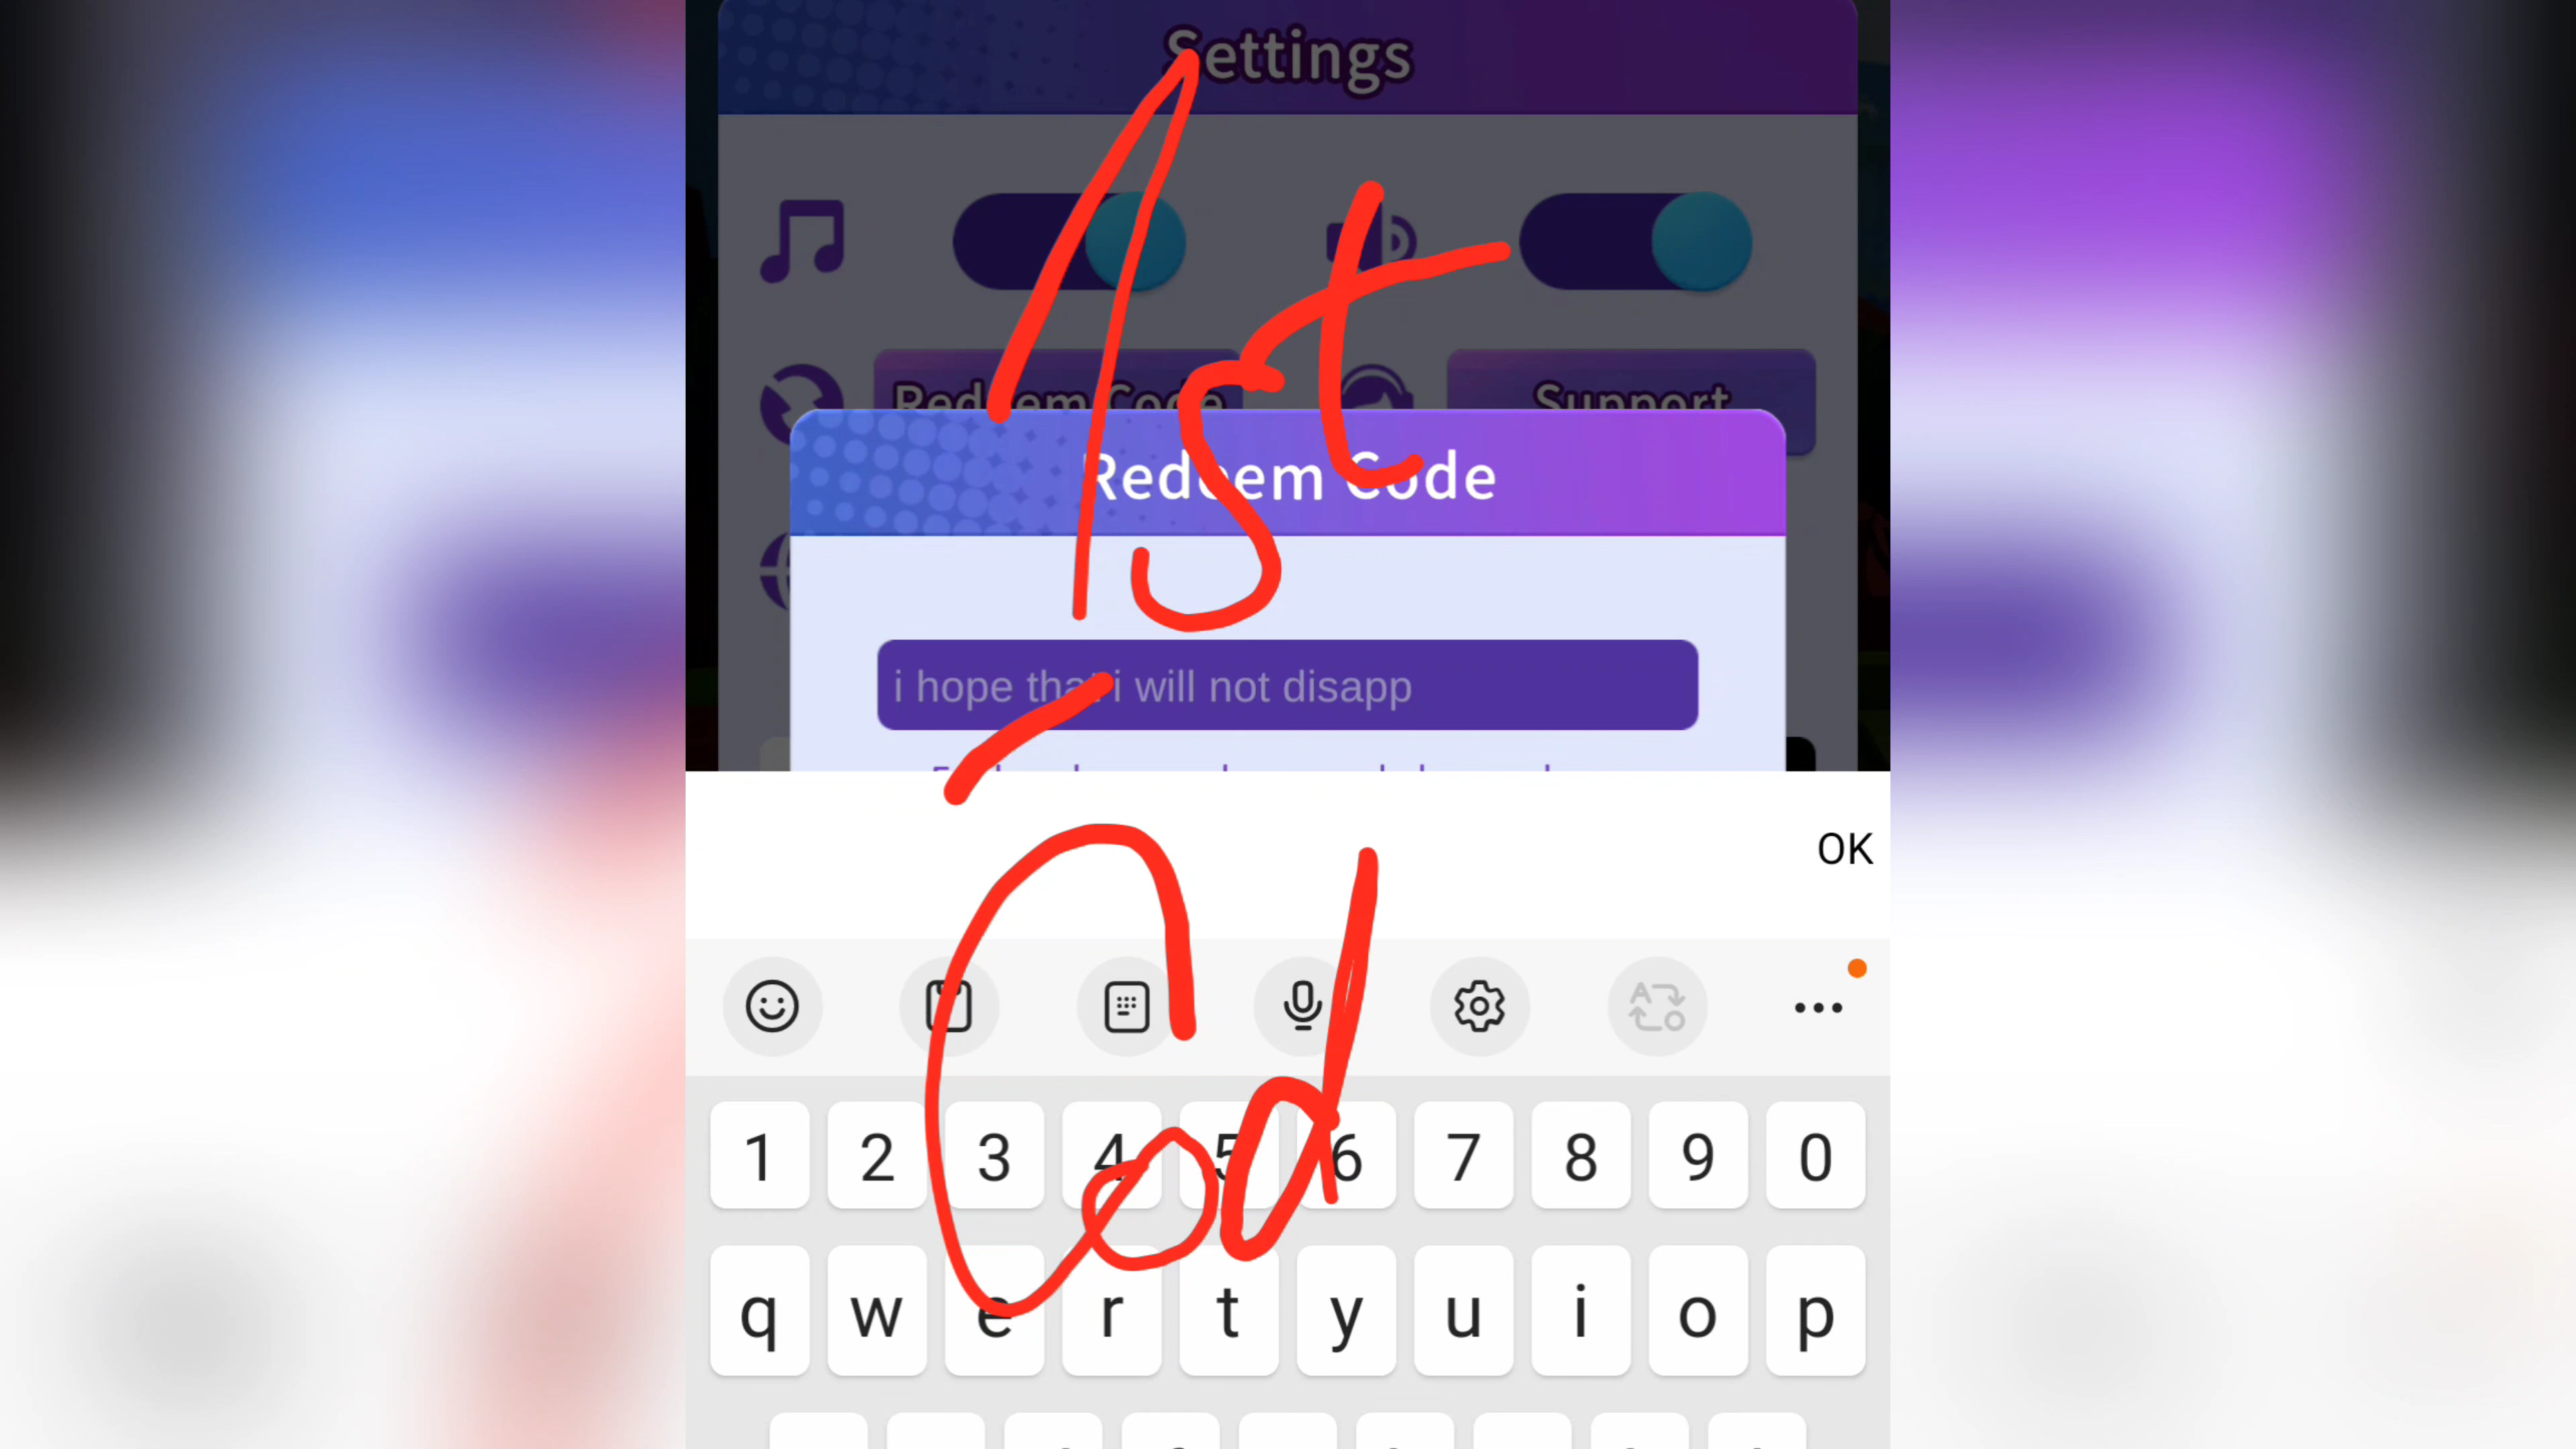 Settings
1st
Redeem Code
Support
Redeem Code
i hope that i will not disapp
OK
Cod
1 2 3 4 5 6 7 8 9 0
q w e r t y u i o p